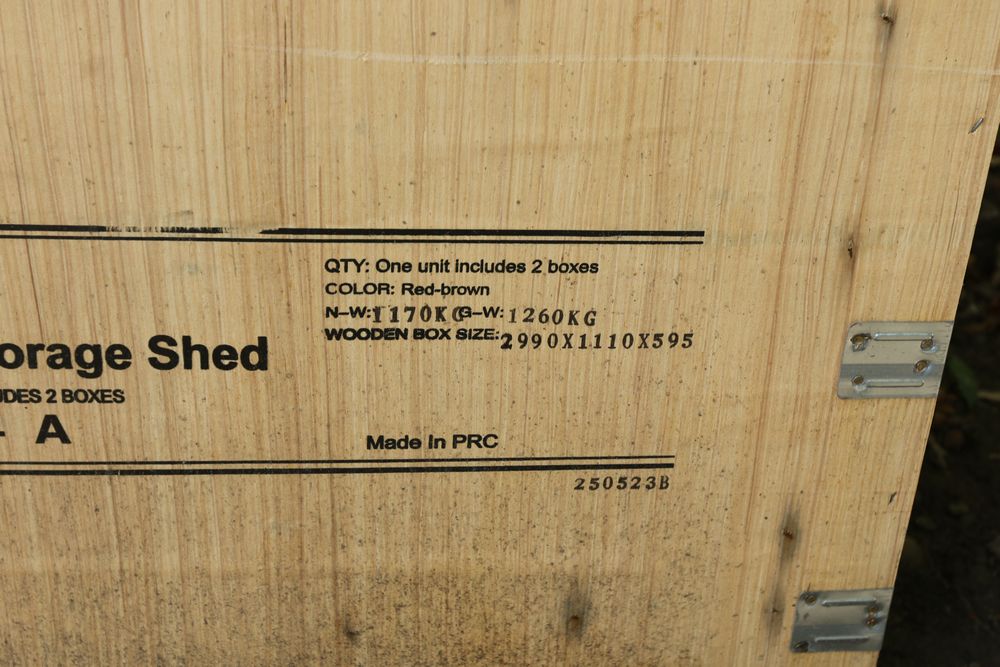 QTY: One unit includes 2 boxes
COLOR: Red-brown
N-W:1170KG G-W:1260KG
WOODEN BOX SIZE:2990X1110X595
orage Shed
UDES 2 BOXES
- A
Made In PRC
250523B